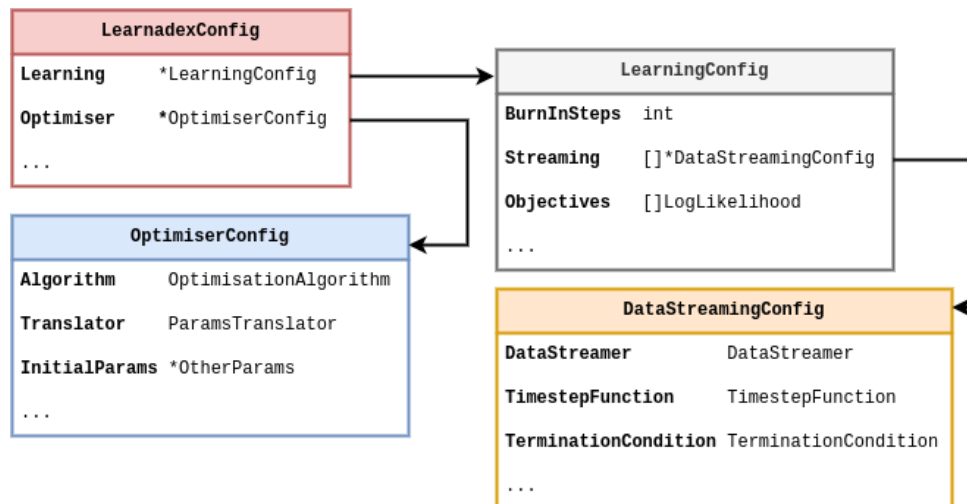 LearnadexConfig
Learning *LearningConfig
Optimiser *OptimiserConfig
...
OptimiserConfig
Algorithm OptimisationAlgorithm
Translator ParamsTranslator
InitialParams *OtherParams
...
LearningConfig
BurnInSteps int
Streaming []*DataStreamingConfig
Objectives []LogLikelihood
...
DataStreamingConfig
DataStreamer DataStreamer
TimestepFunction TimestepFunction
TerminationCondition TerminationCondition
...